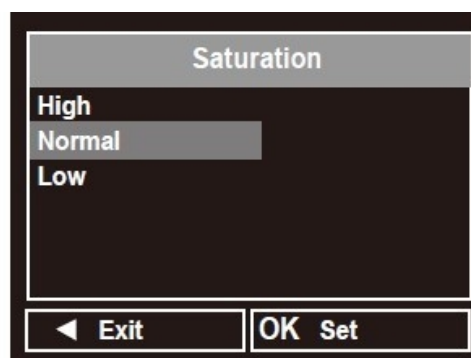 Saturation
High
Normal
Low
◄ Exit OK Set